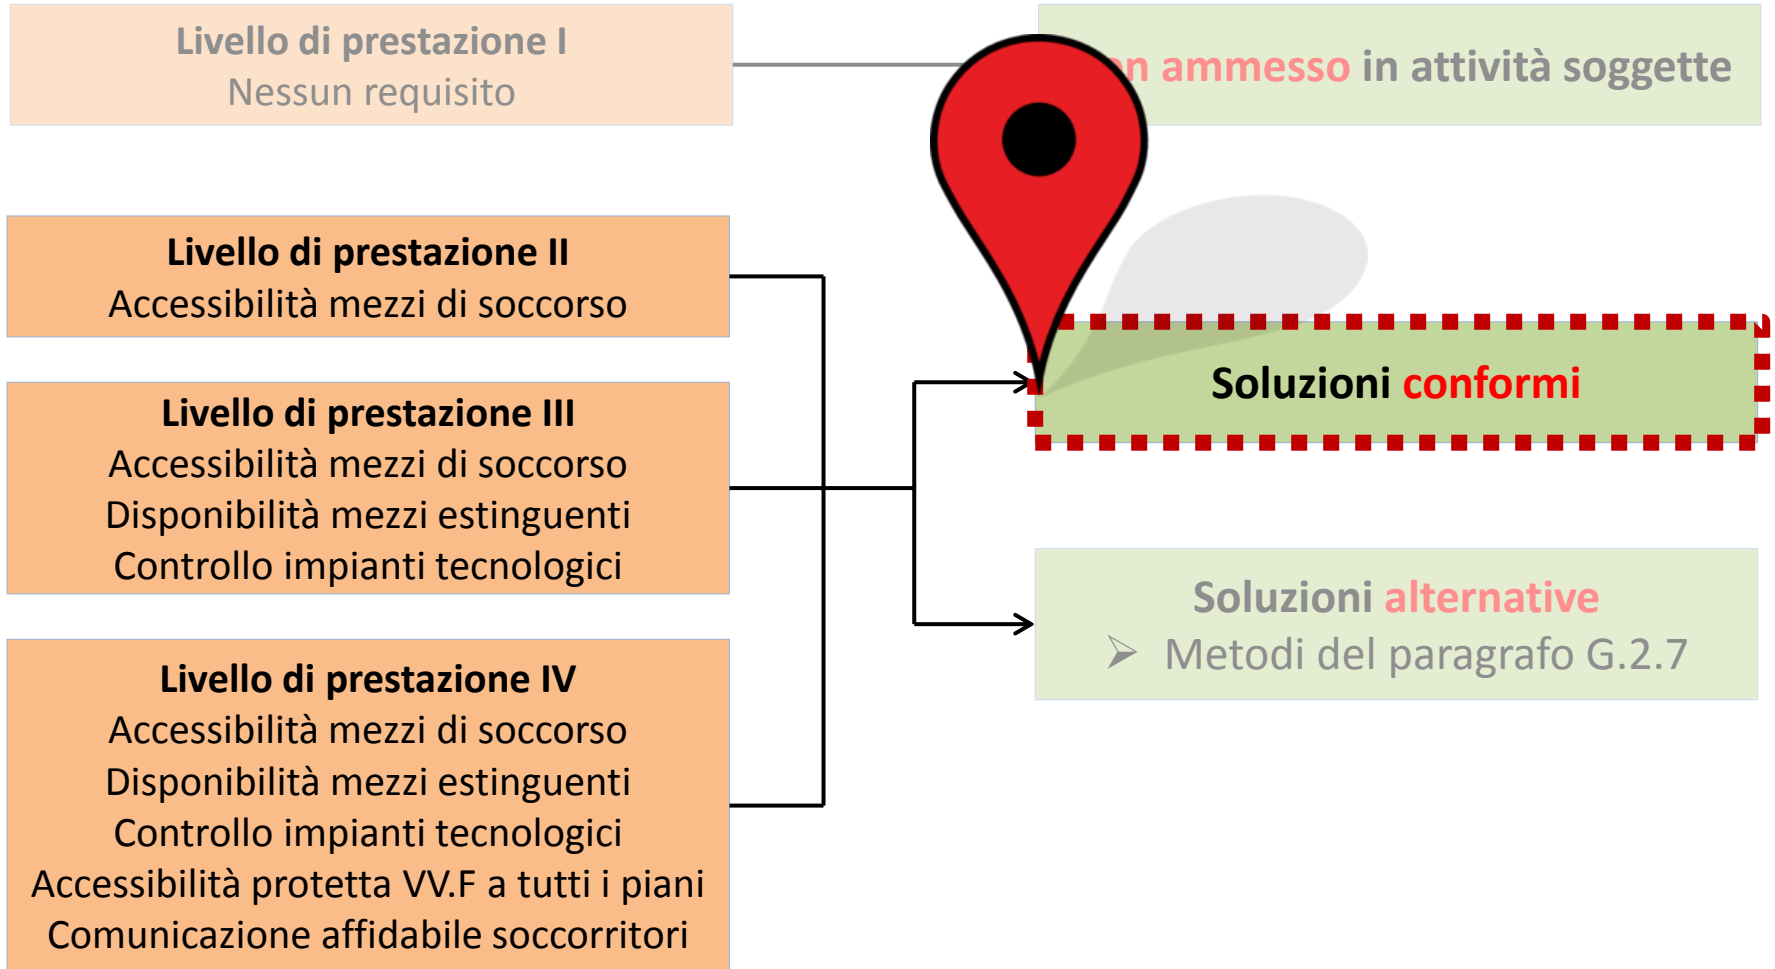 Livello di prestazione I
Nessun requisito
ammesso in attività soggette
Livello di prestazione II
Accessibilità mezzi di soccorso
Livello di prestazione III
Accessibilità mezzi di soccorso
Disponibilità mezzi estinguenti
Controllo impianti tecnologici
Livello di prestazione IV
Accessibilità mezzi di soccorso
Disponibilità mezzi estinguenti
Controllo impianti tecnologici
Accessibilità protetta VV.F a tutti i piani
Comunicazione affidabile soccorritori
Soluzioni conformi
Soluzioni alternative
➢ Metodi del paragrafo G.2.7